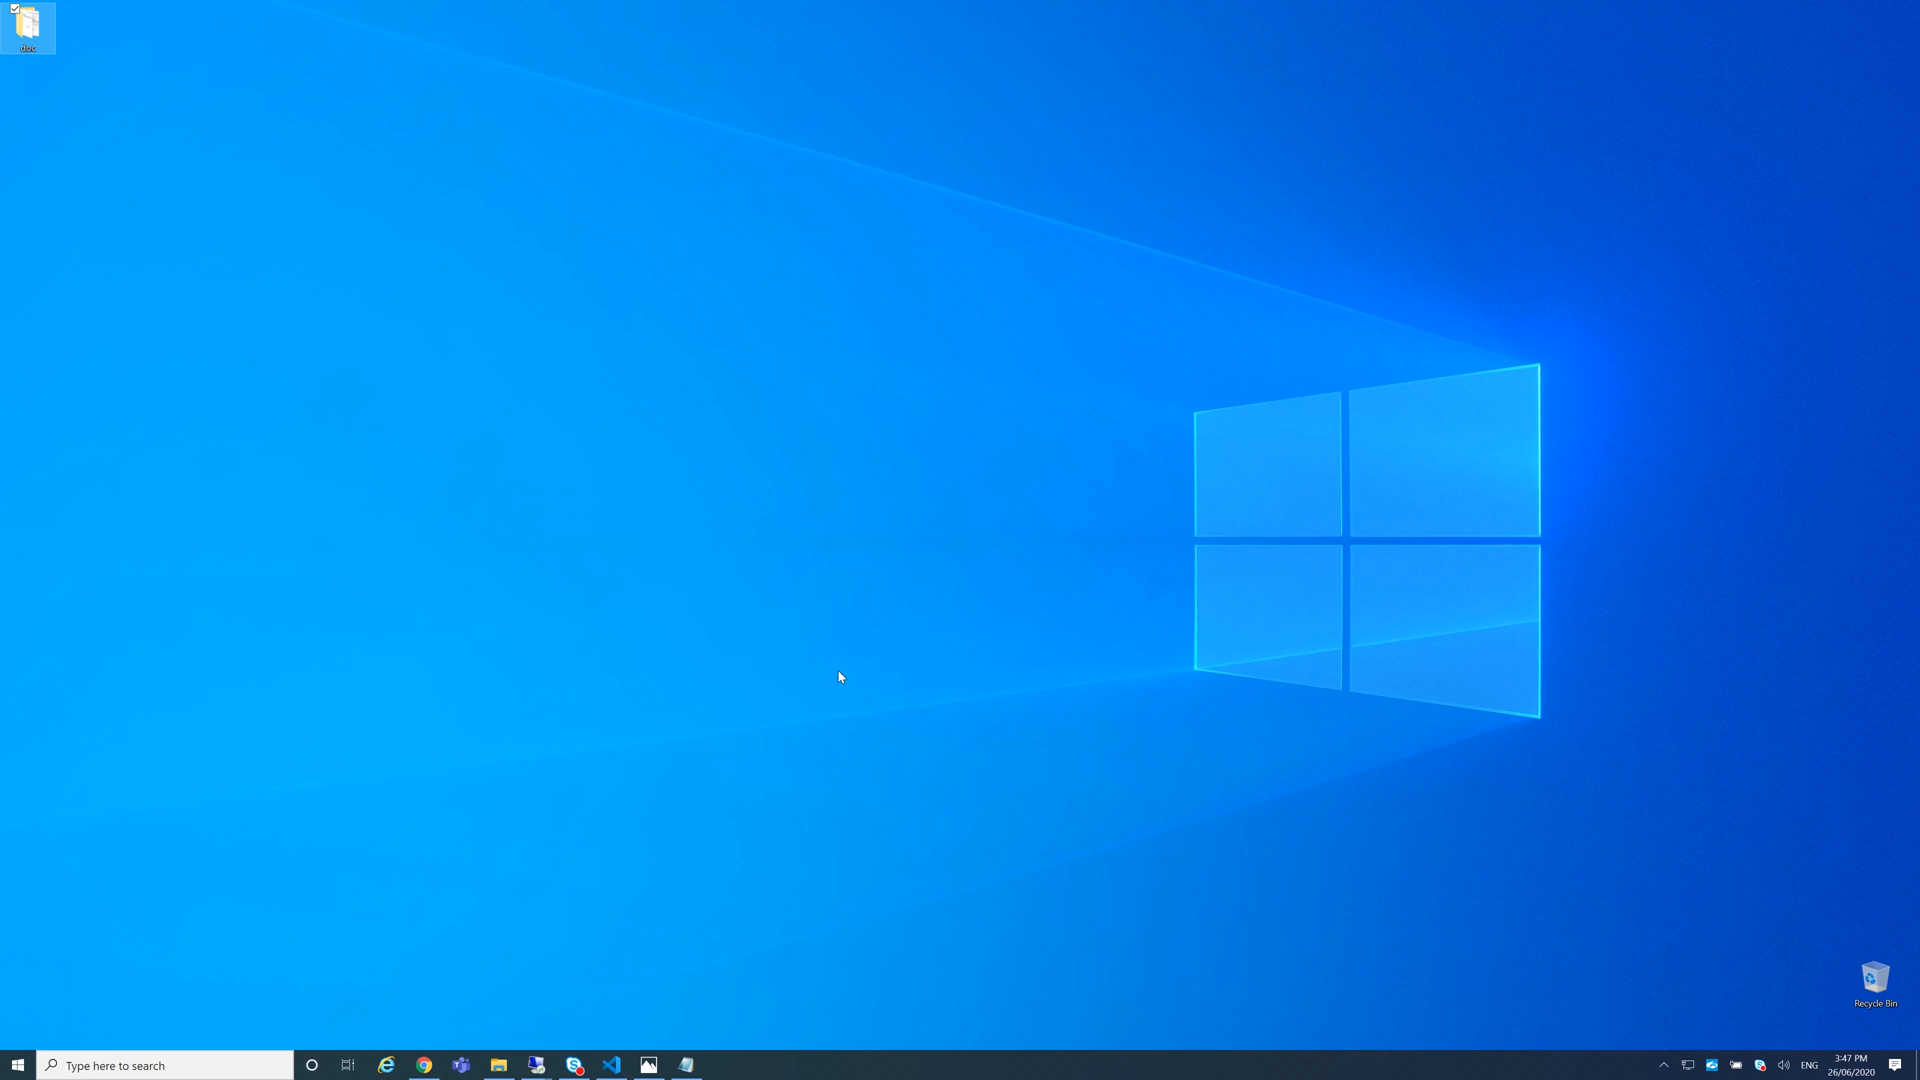 doc
Recycle Bin
Type here to search
ENG
3:47 PM
26/06/2020